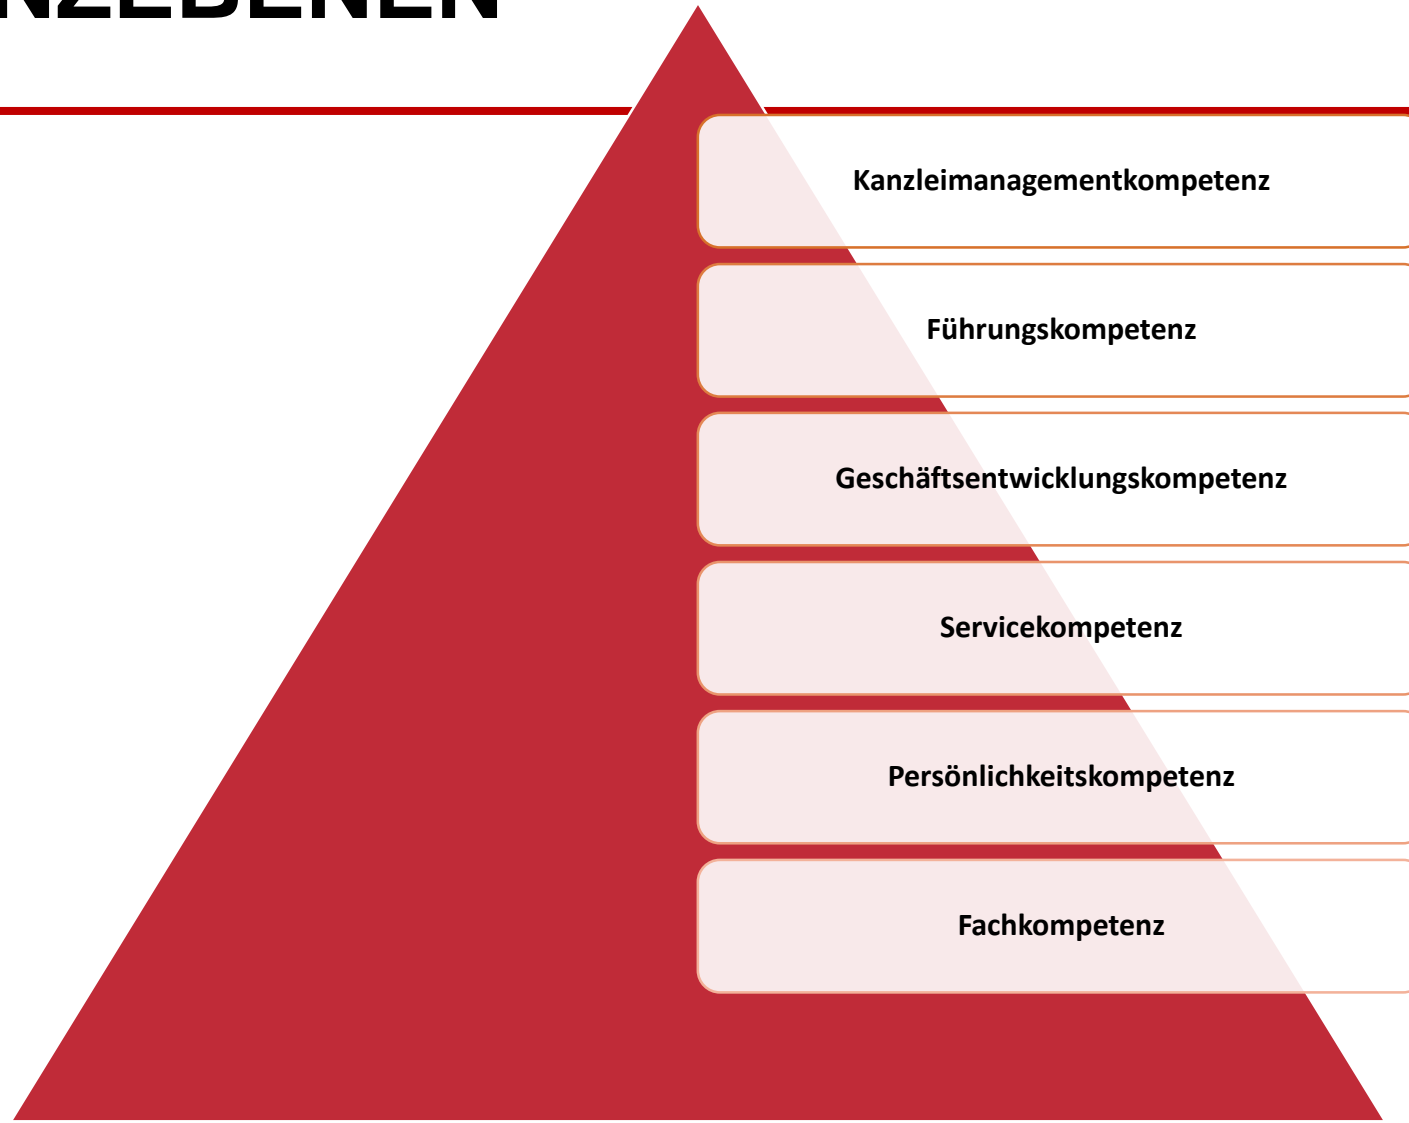 Kanzleimanagementkompetenz
Führungskompetenz
Geschäftsentwicklungskompetenz
Servicekompetenz
Persönlichkeitskompetenz
Fachkompetenz